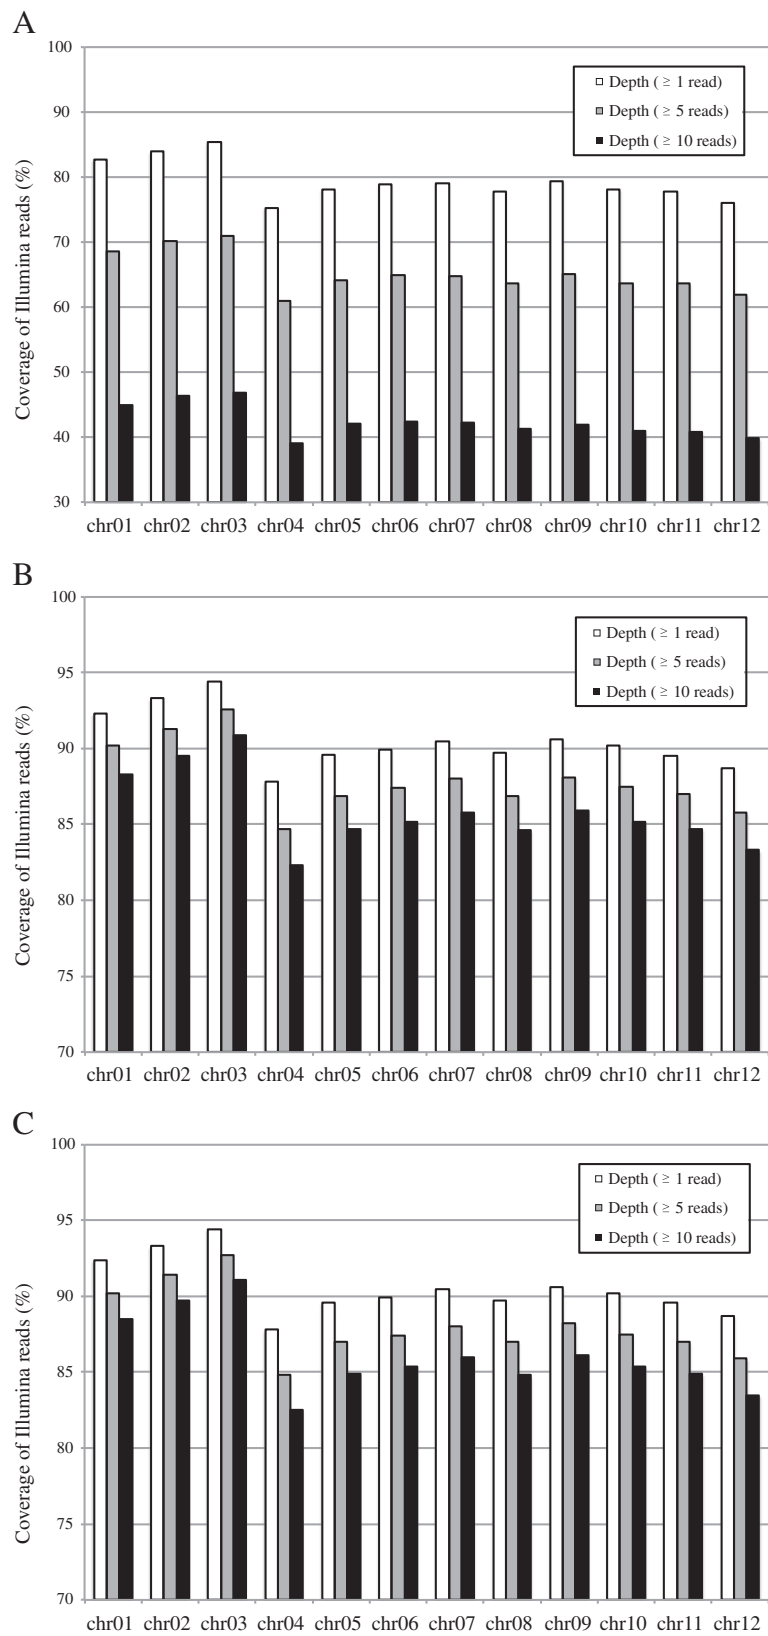 A
100
90
80
70
60
50
40
30
Coverage of Illumina reads (%)
Depth ( ≥ 1 read)
Depth ( ≥ 5 reads)
Depth ( ≥ 10 reads)
chr01 chr02 chr03 chr04 chr05 chr06 chr07 chr08 chr09 chr10 chr11 chr12
B
100
95
90
85
80
75
70
Coverage of Illumina reads (%)
Depth ( ≥ 1 read)
Depth ( ≥ 5 reads)
Depth ( ≥ 10 reads)
chr01 chr02 chr03 chr04 chr05 chr06 chr07 chr08 chr09 chr10 chr11 chr12
C
100
95
90
85
80
75
70
Coverage of Illumina reads (%)
Depth ( ≥ 1 read)
Depth ( ≥ 5 reads)
Depth ( ≥ 10 reads)
chr01 chr02 chr03 chr04 chr05 chr06 chr07 chr08 chr09 chr10 chr11 chr12